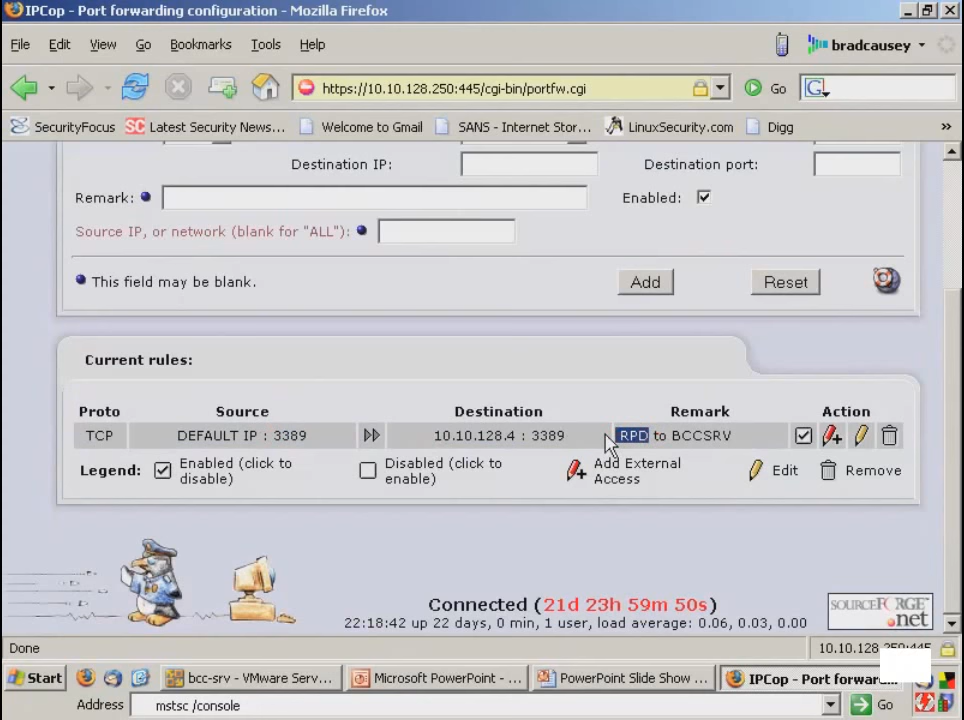 IPCop - Port forwarding configuration - Mozilla Firefox
File Edit View Go Bookmarks Tools Help
bradcausey
https://10.10.128.250:445/cgi-bin/portfw.cgi
Go
G
SecurityFocus
SC Latest Security News...
Welcome to Gmail
SANS - Internet Stor...
LinuxSecurity.com
Digg
»
Destination IP:
Destination port:
Remark:
Enabled:
Source IP, or network (blank for "ALL"):
This field may be blank.
Add
Reset
Current rules:
Proto Source Destination Remark Action
TCP DEFAULT IP : 3389 10.10.128.4 : 3389 RPD to BCCSRV
Legend:
Enabled (click to
disable)
Disabled (click to
enable)
Add External
Access
Edit
Remove
Connected (21d 23h 59m 50s)
22:18:42 up 22 days, 0 min, 1 user, load average: 0.06, 0.03, 0.00
SOURCEFORGE
.net
Done
Start
bcc-srv - VMware Serv...
Microsoft PowerPoint - ...
PowerPoint Slide Show ...
IPCop - Port forwar...
Address mstsc /console
Go